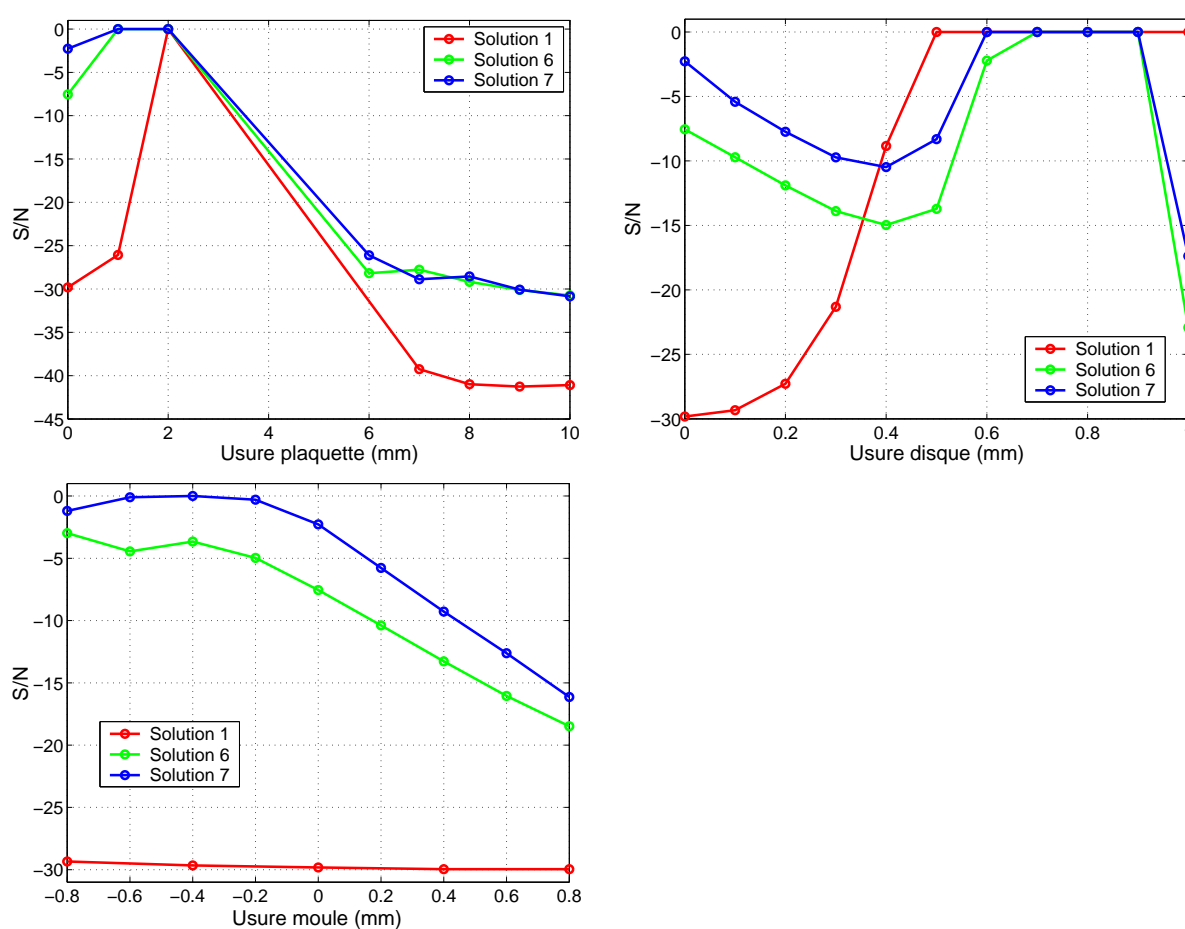 0
−5
−10
−15
−20
−25
−30
−35
−40
−45
S/N
Solution 1
Solution 6
Solution 7
0 2 4 6 8 10
Usure plaquette (mm)
0
−5
−10
−15
−20
−25
−30
S/N
Solution 1
Solution 6
Solution 7
0 0.2 0.4 0.6 0.8
Usure disque (mm)
0
−5
−10
−15
−20
−25
−30
S/N
Solution 1
Solution 6
Solution 7
−0.8 −0.6 −0.4 −0.2 0 0.2 0.4 0.6 0.8
Usure moule (mm)